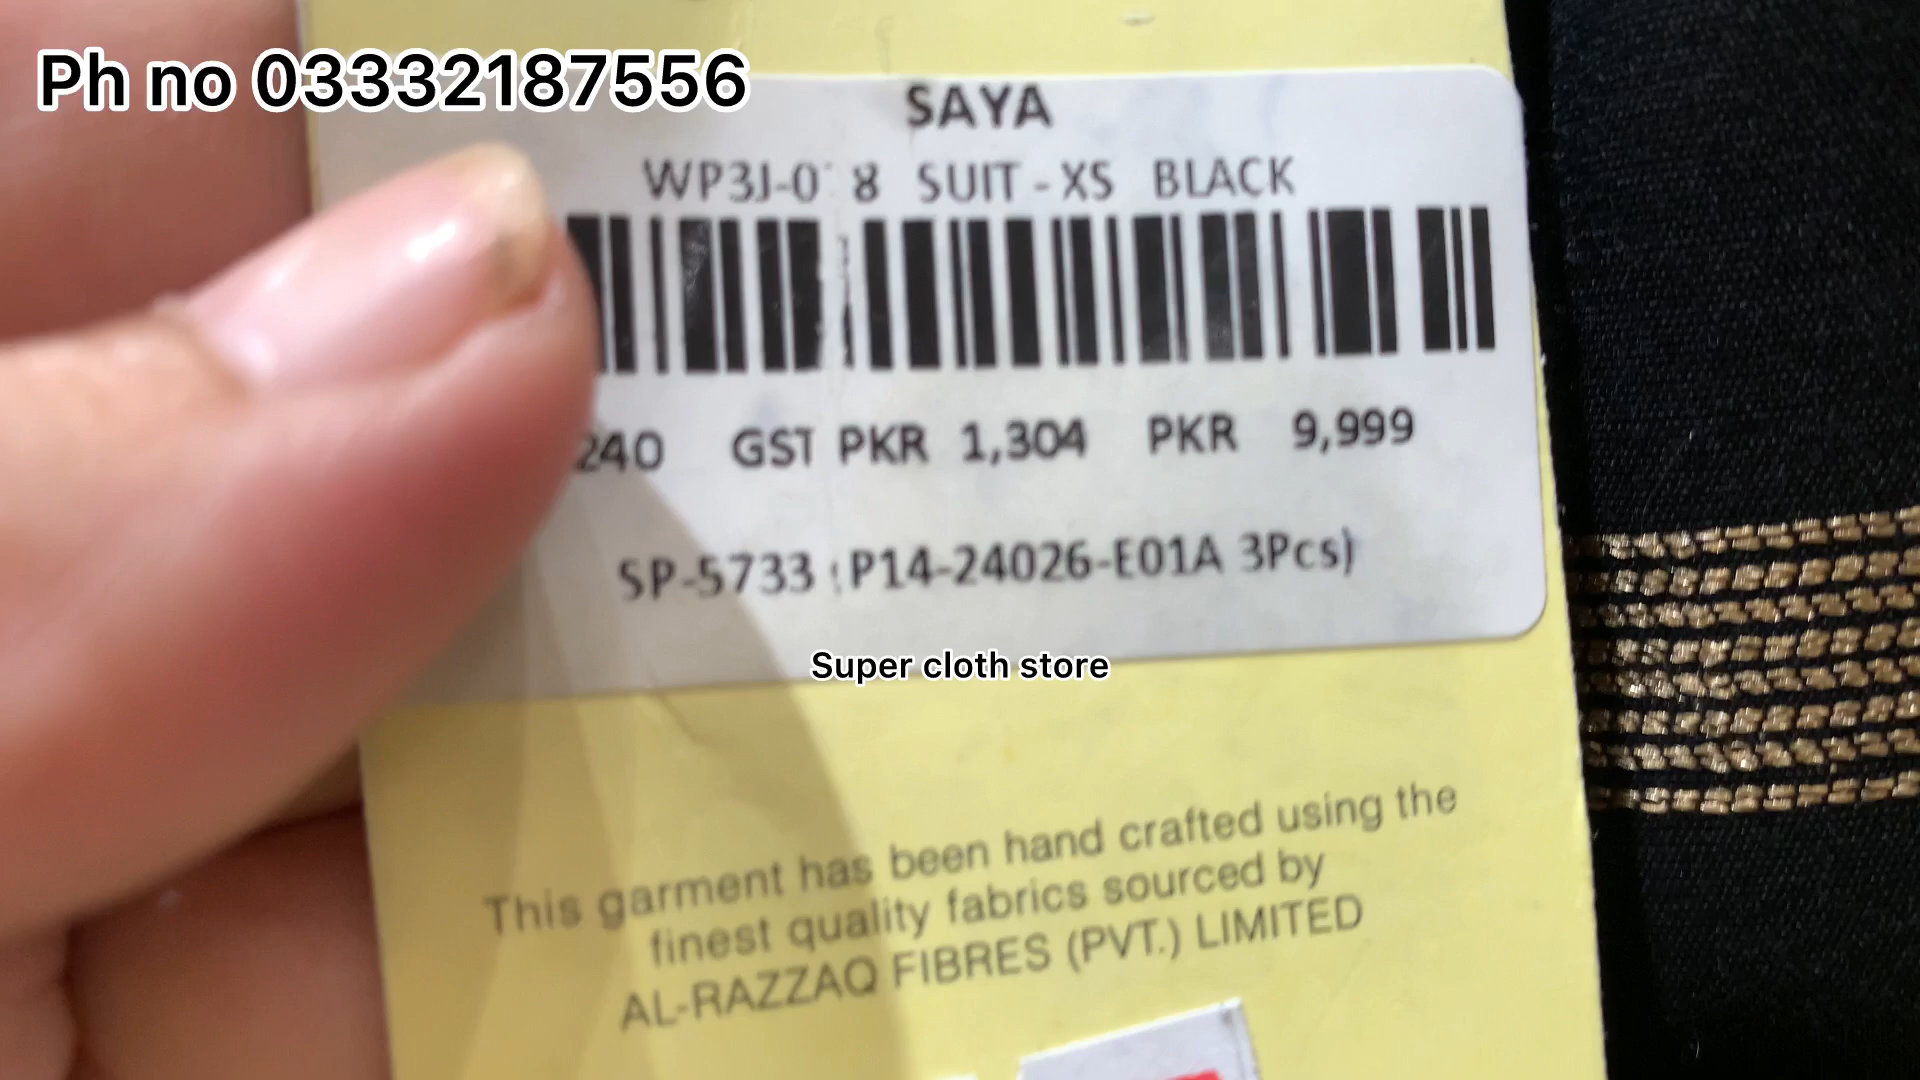 Ph no 03332187556
SAYA
SUIT - XS BLACK
GST PKR 1,304 PKR 9,999
SP-5733 (P14-24026-E01A 3Pcs)
Super cloth store
This garment has been hand crafted using the
finest quality fabrics sourced by
AL-RAZZAQ FIBRES (PVT.) LIMITED